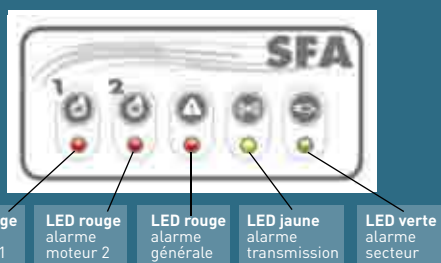 SFA
1 2
ge
1
LED rouge
alarme
moteur 2
LED rouge
alarme
générale
LED jaune
alarme
transmission
LED verte
alarme
secteur